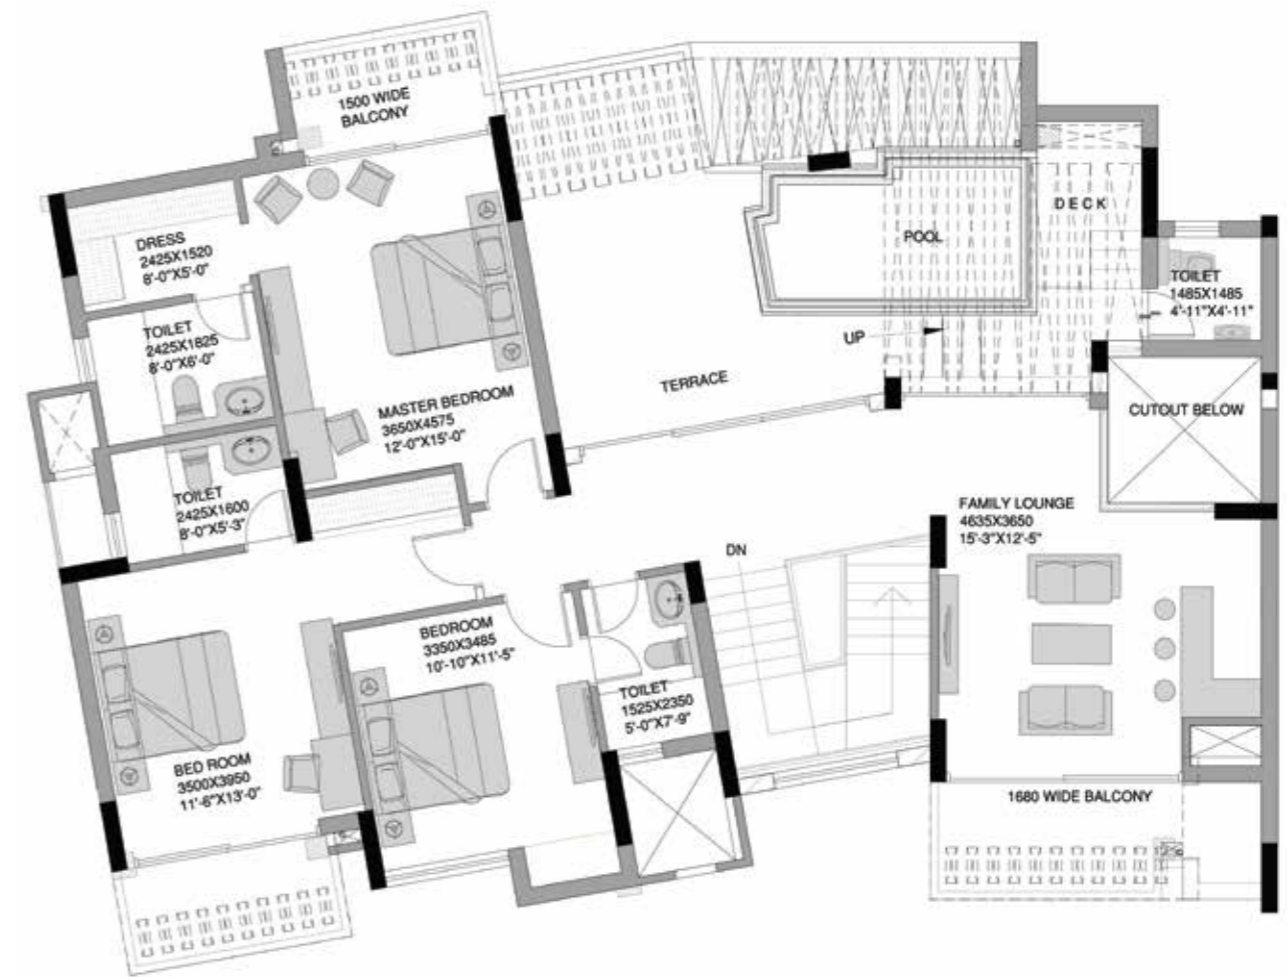 1500 WIDE
BALCONY
DRESS
2425X1520
8'-0"X5'-0"
TOILET
2425X1825
8'-0"X6'-0"
MASTER BEDROOM
3650X4575
12'-0"X15'-0"
TERRACE
POOL
DECK
UP
TOILET
1485X1485
4'-11"X4'-11"
CUTOUT BELOW
TOILET
2425X1600
8'-0"X5'-3"
DN
FAMILY LOUNGE
4635X3650
15'-3"X12'-5"
BEDROOM
3350X3485
10'-10"X11'-5"
TOILET
1525X2350
5'-0"X7'-9"
BED ROOM
3500X3950
11'-6"X13'-0"
1680 WIDE BALCONY